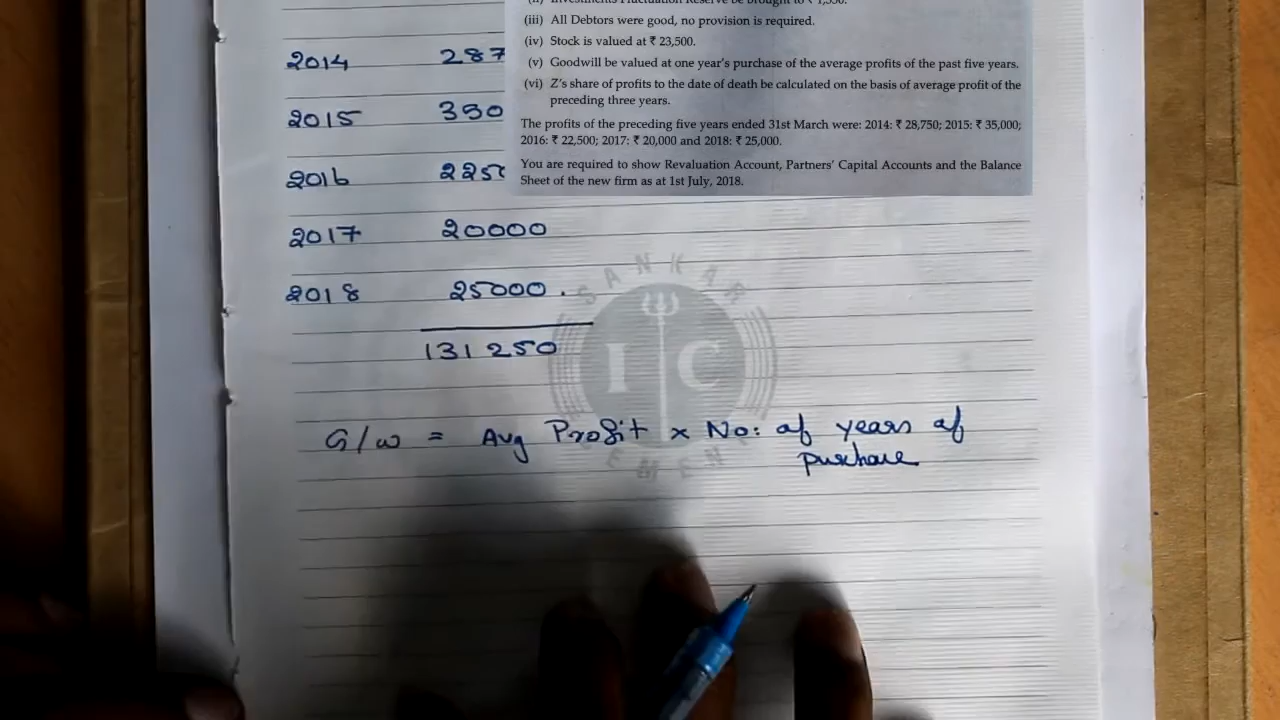 (iii) All Debtors were good, no provision is required.
(iv) Stock is valued at ₹ 23,500.
(v) Goodwill be valued at one year's purchase of the average profits of the past five years.
(vi) Z's share of profits to the date of death be calculated on the basis of average profit of the
preceding three years.
The profits of the preceding five years ended 31st March were: 2014: ₹ 28,750; 2015: ₹ 35,000;
2016: ₹ 22,500; 2017: ₹ 20,000 and 2018: ₹ 25,000.
You are required to show Revaluation Account, Partners' Capital Accounts and the Balance
Sheet of the new firm as at 1st July, 2018.
2014 287
2015 350
2016 225
2017 20000
2018 25000.
131250
SANKAR
IC
G/w = Avg Profit x No: of years of
purchase